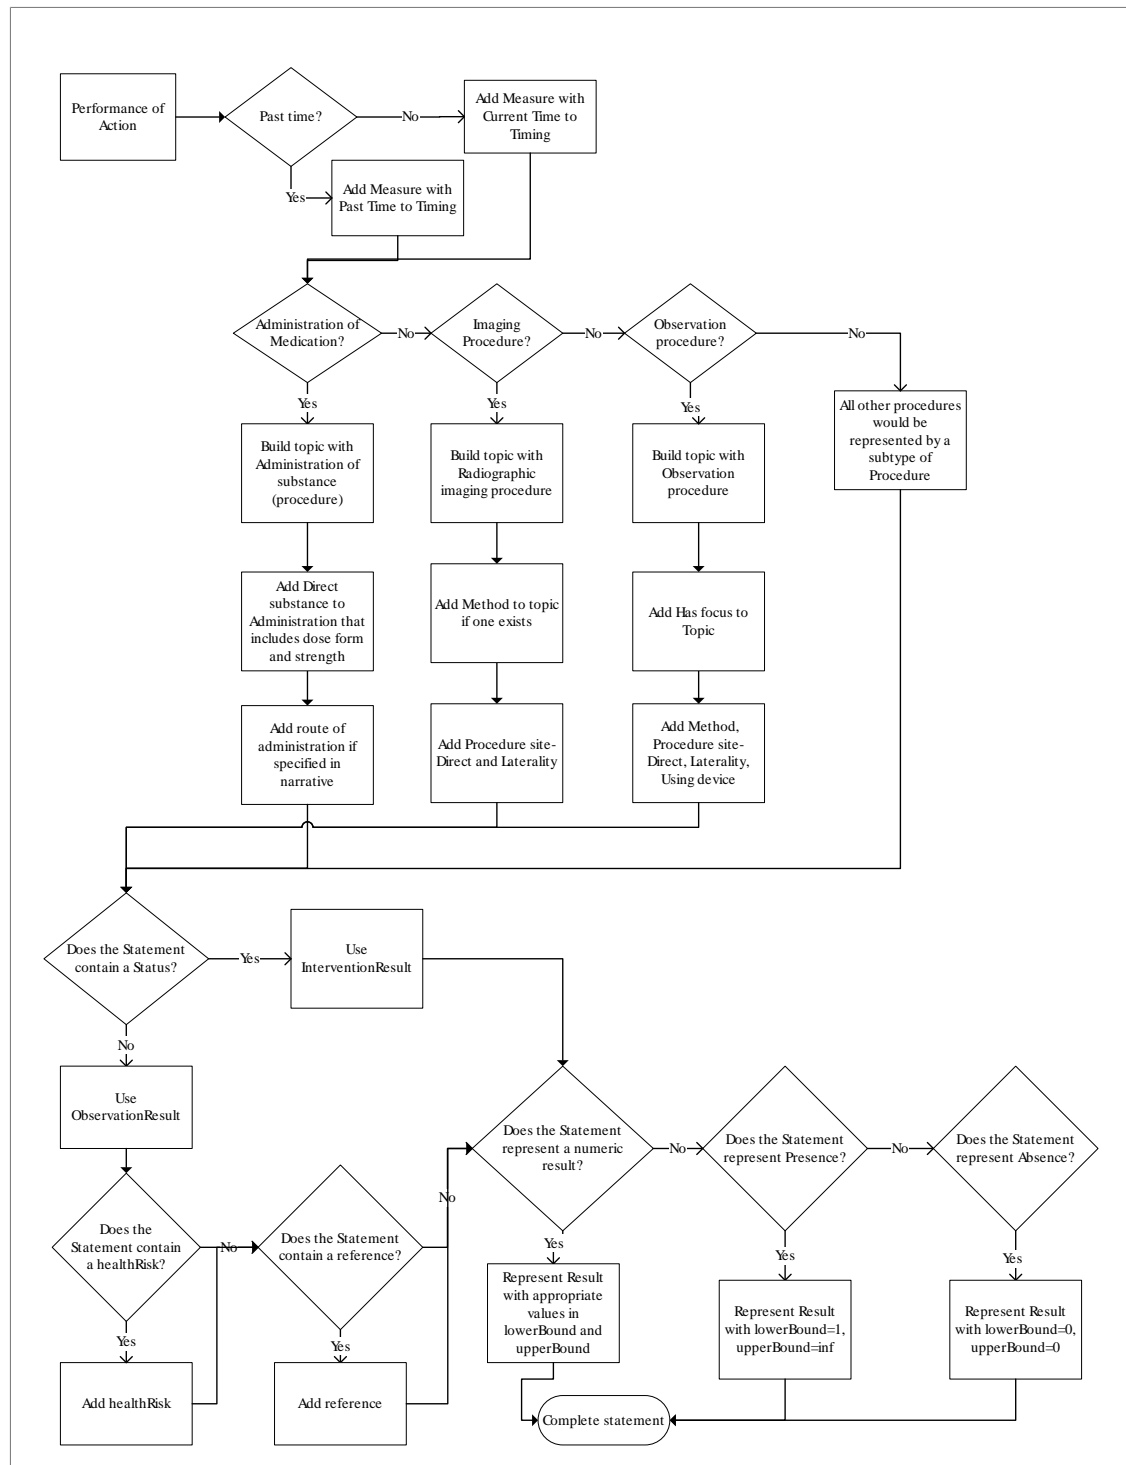 Performance of
Action
Past time?
No
Add Measure with
Current Time to
Timing
Yes
Add Measure with
Past Time to Timing
Administration of
Medication?
No
Imaging
Procedure?
No
Observation
procedure?
No
Yes
Yes
Yes
All other procedures
would be
represented by a
subtype of
Procedure
Build topic with
Administration of
substance
(procedure)
Build topic with
Radiographic
imaging procedure
Build topic with
Observation
procedure
Add Direct
substance to
Administration that
includes dose form
and strength
Add Method to topic
if one exists
Add Has focus to
Topic
Add route of
administration if
specified in
narrative
Add Procedure site-
Direct and Laterality
Add Method,
Procedure site-
Direct, Laterality,
Using device
Does the Statement
contain a Status?
Yes
Use
InterventionResult
No
Use
ObservationResult
Does the Statement
represent a numeric
result?
No
Does the Statement
represent Presence?
No
Does the Statement
represent Absence?
Does the
Statement contain
a healthRisk?
No
Does the Statement
contain a reference?
No
Yes
Yes
Yes
Represent Result
with appropriate
values in
lowerBound and
upperBound
Represent Result
with lowerBound=1,
upperBound=inf
Represent Result
with lowerBound=0,
upperBound=0
Yes
Yes
Add healthRisk
Add reference
Complete statement